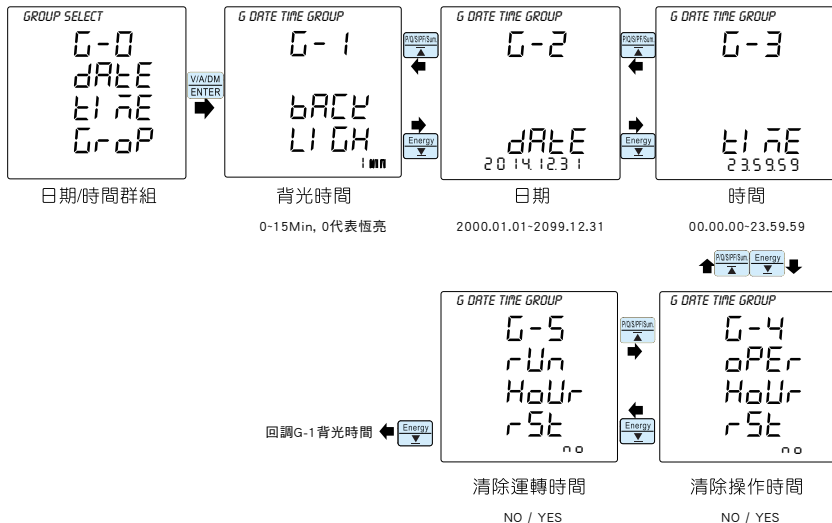 GROUP SELECT
G-0
dAtE
tImE
GroP
日期/時間群組
V/A/DM
ENTER
G DATE TIME GROUP
G-1
bACK
LIGH
1 MIN
背光時間
0~15Min, 0代表恆亮
P/Q/S/PF/Sum.
Energy
G DATE TIME GROUP
G-2
dAtE
2014.12.31
日期
2000.01.01~2099.12.31
P/Q/S/PF/Sum.
Energy
G DATE TIME GROUP
G-3
tImE
23.59.59
時間
00.00.00~23.59.59
P/Q/S/PF/Sum.
Energy
G DATE TIME GROUP
G-4
oPEr
HoUr
rSt
no
清除操作時間
NO / YES
P/Q/S/PF/Sum.
Energy
G DATE TIME GROUP
G-5
rUn
HoUr
rSt
no
清除運轉時間
NO / YES
Energy
回調G-1背光時間